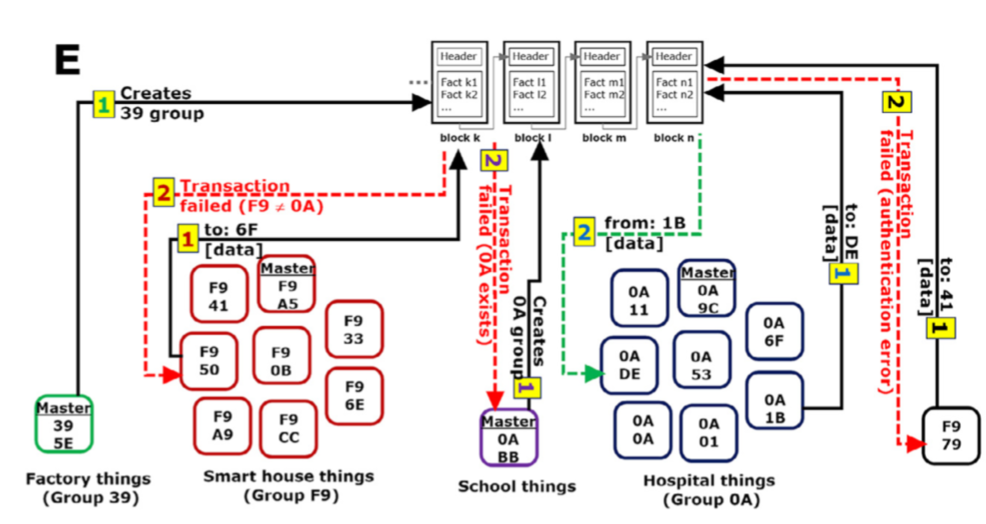 E
Header
Fact k1
Fact k2
...
block k
Header
Fact l1
Fact l2
...
block l
Header
Fact m1
Fact m2
...
block m
Header
Fact n1
Fact n2
...
block n
...
1
Creates
39 group
2
Transaction
failed (F9 ≠ 0A)
1
to: 6F
[data]
2
Transaction
failed (0A exists)
Creates
0A group
1
2
from: 1B
[data]
to: DE
[data]
1
2
Transaction
failed (authentication error)
to: 41
[data]
1
Master
39
5E
Factory things
(Group 39)
F9
41
Master
F9
A5
F9
33
F9
50
F9
0B
F9
6E
F9
A9
F9
CC
Smart house things
(Group F9)
Master
0A
BB
School things
0A
11
Master
0A
9C
0A
6F
0A
DE
0A
53
0A
1B
0A
0A
0A
01
Hospital things
(Group 0A)
F9
79